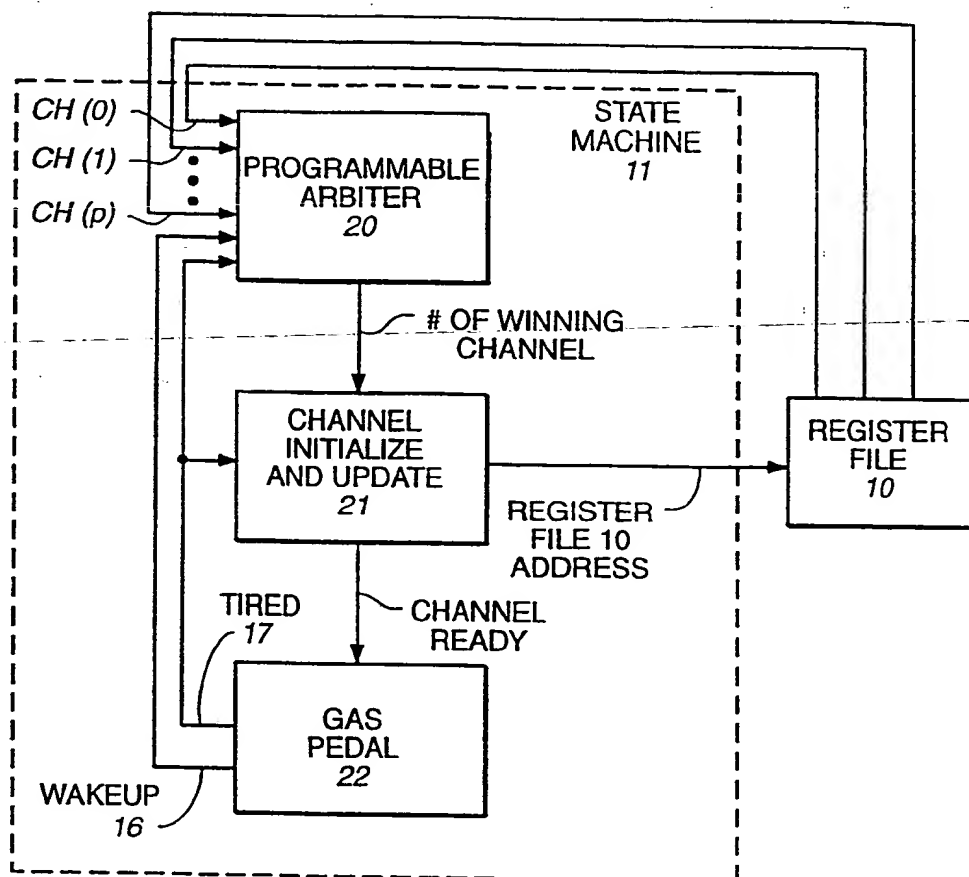 CH (0)
CH (1)
CH (p)
STATE
MACHINE
11
PROGRAMMABLE
ARBITER
20
# OF WINNING
CHANNEL
CHANNEL
INITIALIZE
AND UPDATE
21
REGISTER
FILE
10
REGISTER
FILE 10
ADDRESS
TIRED
17
CHANNEL
READY
GAS
PEDAL
22
WAKEUP
16